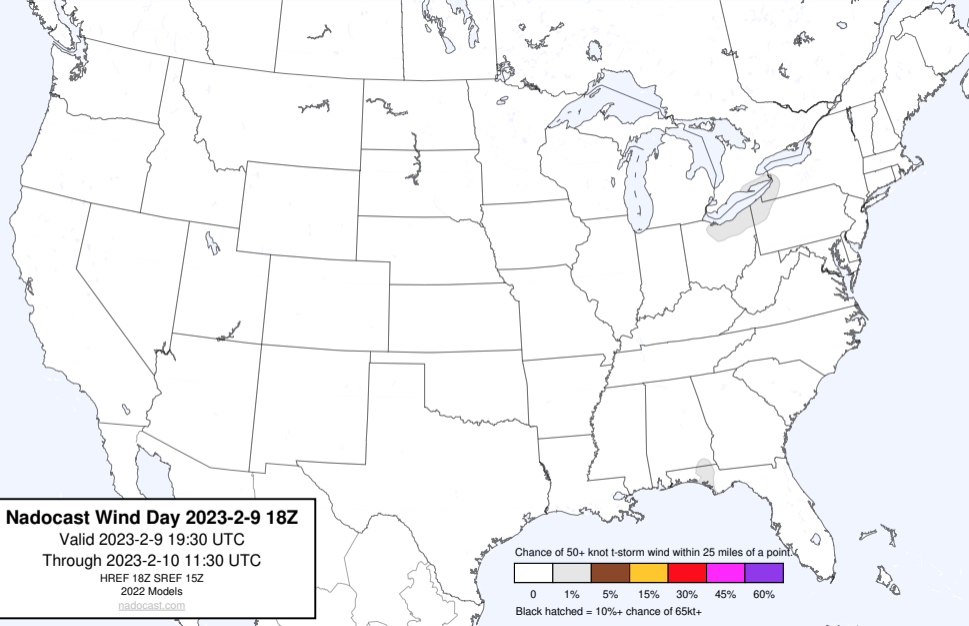 Nadocast Wind Day 2023-2-9 18Z
Valid 2023-2-9 19:30 UTC
Through 2023-2-10 11:30 UTC
HREF 18Z SREF 15Z
2022 Models
nadocast.com
Chance of 50+ knot t-storm wind within 25 miles of a point.
0 1% 5% 15% 30% 45% 60%
Black hatched = 10%+ chance of 65kt+